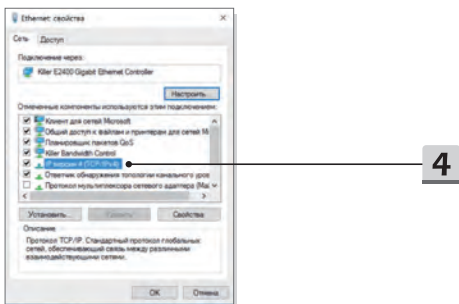 Ethernet: свойства
Сеть Доступ
Подключение через:
Killer E2400 Gigabit Ethernet Controller
Настроить...
Отмеченные компоненты используются этим подключением:
Клиент для сетей Microsoft
Общий доступ к файлам и принтерам для сетей Mi
Планировщик пакетов QoS
Killer Bandwidth Control
IP версии 4 (TCP/IPv4)
4
Ответчик обнаружения топологии канального уров
Протокол мультиплексора сетевого адаптера (Май
Установить... Удалить Свойства
Описание
Протокол TCP/IP. Стандартный протокол глобальных
сетей, обеспечивающий связь между различными
взаимодействующими сетями.
ОК Отмена